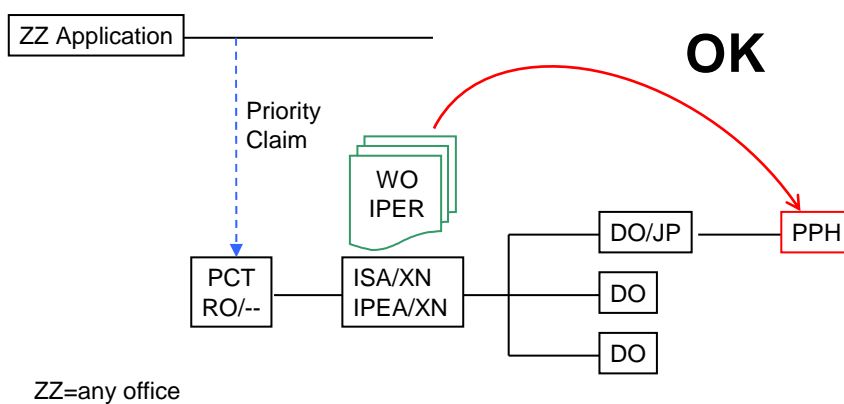 ZZ Application
OK
Priority
Claim
WO
IPER
DO/JP
PPH
PCT
RO/--
ISA/XN
IPEA/XN
DO
DO
ZZ=any office